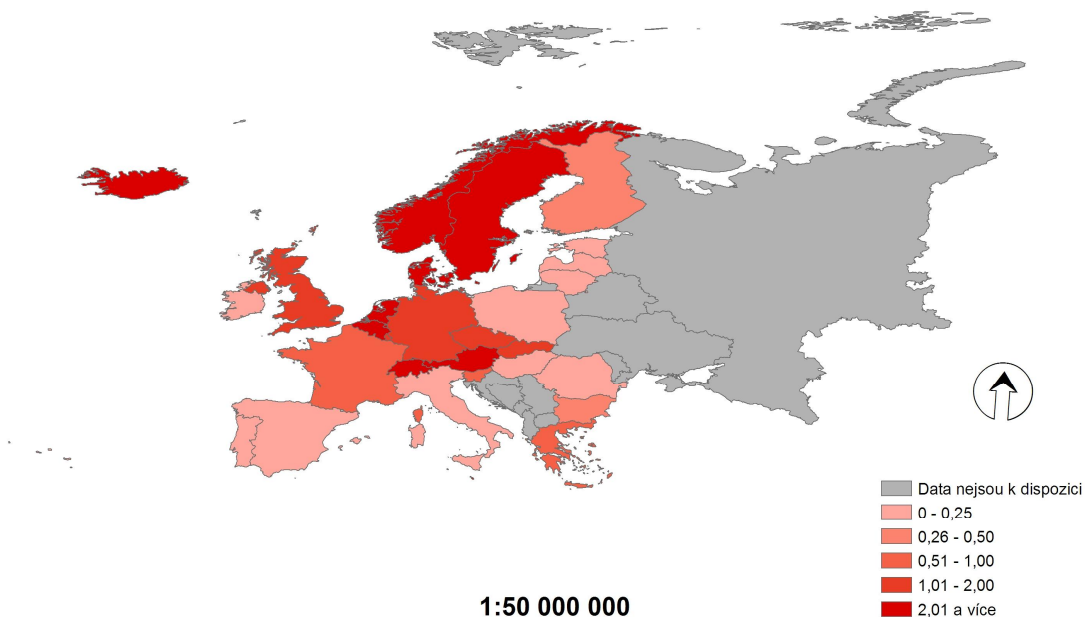 Data nejsou k dispozici
0 - 0,25
0,26 - 0,50
0,51 - 1,00
1,01 - 2,00
2,01 a více
1:50 000 000